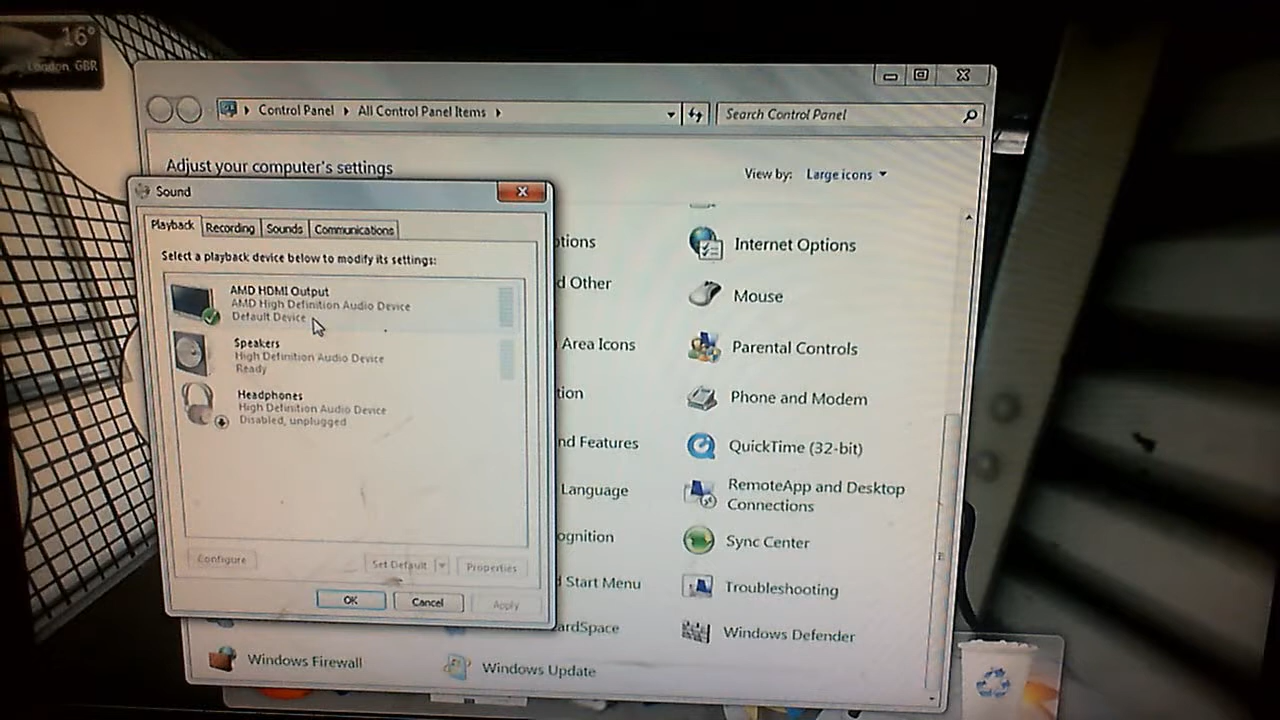 16°
London, GBR
Control Panel
All Control Panel Items
Search Control Panel
Adjust your computer's settings
View by: Large icons
Sound
Playback
Recording
Sounds
Communications
Select a playback device below to modify its settings:
AMD HDMI Output
AMD High Definition Audio Device
Default Device
Speakers
High Definition Audio Device
Ready
Headphones
High Definition Audio Device
Disabled, unplugged
Configure
Set Default
Properties
OK
Cancel
Apply
Internet Options
d Other
Mouse
Area Icons
Parental Controls
tion
Phone and Modem
nd Features
QuickTime (32-bit)
Language
RemoteApp and Desktop
Connections
ognition
Sync Center
d Start Menu
Troubleshooting
ardSpace
Windows Defender
Windows Firewall
Windows Update